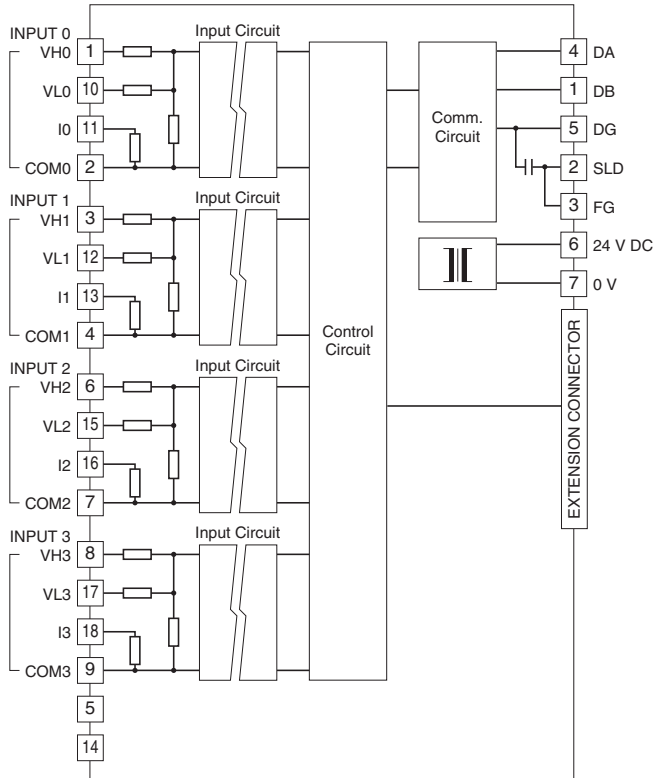 INPUT 0
VH0 1
VL0 10
I0 11
COM0 2
Input Circuit
INPUT 1
VH1 3
VL1 12
I1 13
COM1 4
Input Circuit
INPUT 2
VH2 6
VL2 15
I2 16
COM2 7
Input Circuit
INPUT 3
VH3 8
VL3 17
I3 18
COM3 9
Input Circuit
5
14
Control
Circuit
Comm.
Circuit
4 DA
1 DB
5 DG
2 SLD
3 FG
6 24 V DC
7 0 V
EXTENSION CONNECTOR